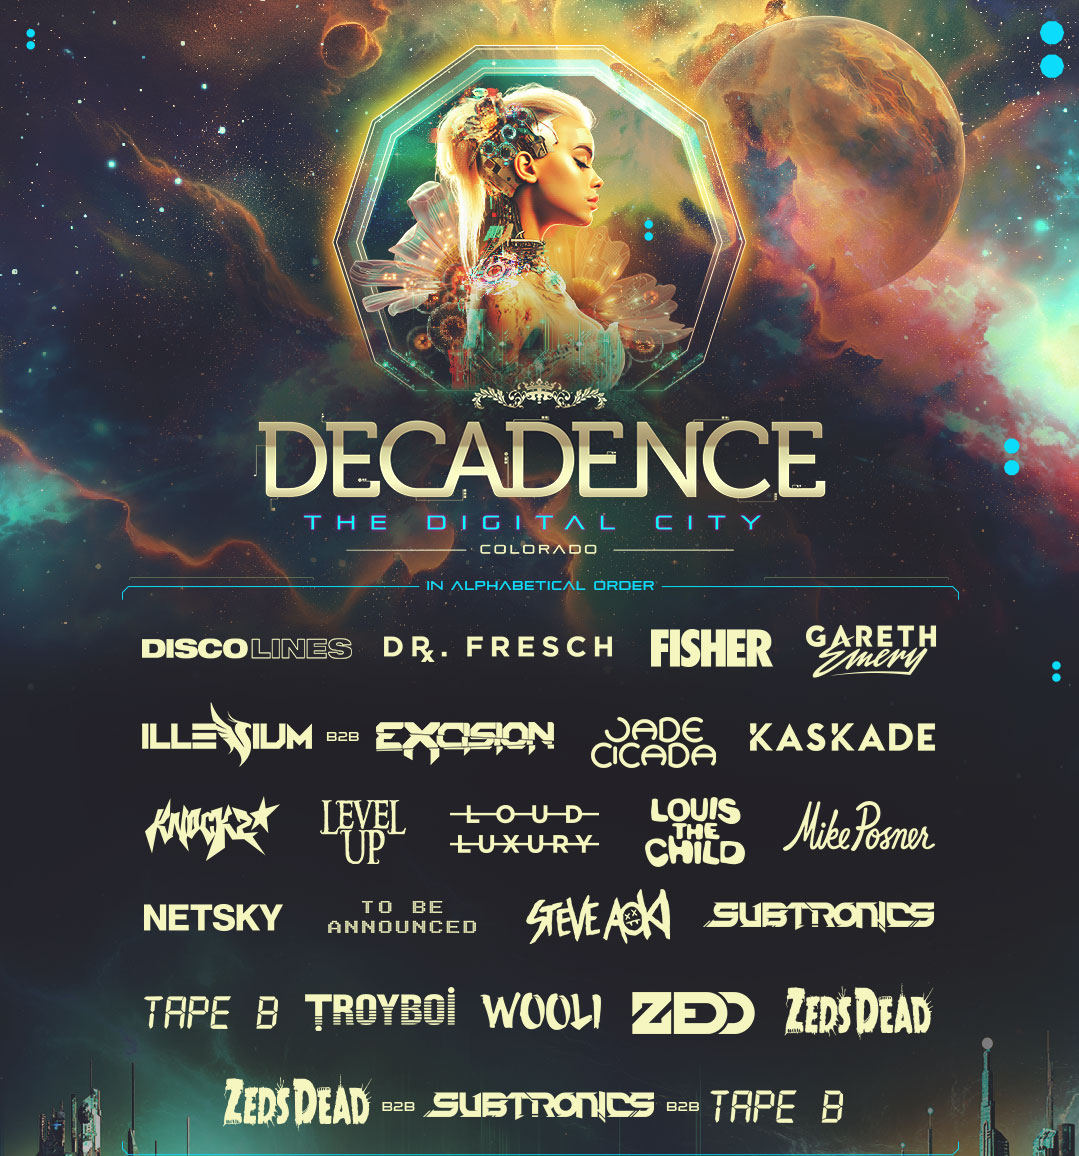 DECADENCE
THE DIGITAL CITY
COLORADO
IN ALPHABETICAL ORDER
DISCO LINES DR. FRESCH FISHER GARETH EMERY
ILLENIUM B2B EXCISION JADE CICADA KASKADE
KNOCK2 LEVEL UP LOUD LUXURY LOUIS THE CHILD Mike Posner
NETSKY TO BE ANNOUNCED STEVE AOKI SUBTRONICS
TAPE B TROYBOi WOOLI ZEDD ZEDS DEAD
ZEDS DEAD B2B SUBTRONICS B2B TAPE B